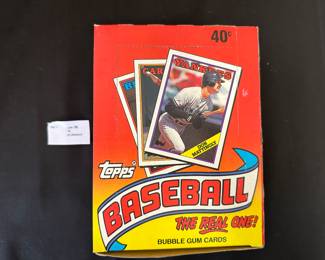 40¢
YANKEES
DON MATTINGLY
TOPPS
BASEBALL
THE REAL ONE!
BUBBLE GUM CARDS